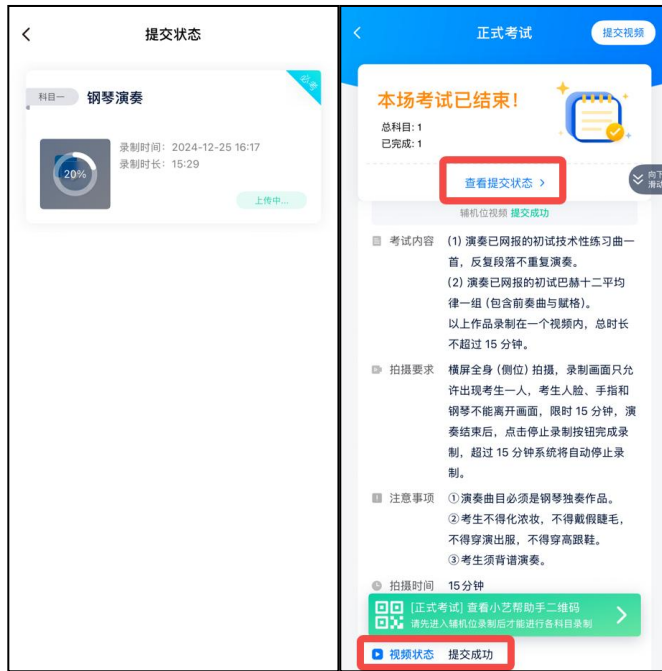 提交状态
科目一 钢琴演奏
必考
录制时间：2024-12-25 16:17
录制时长：15:29
20%
上传中...
正式考试
提交视频
本场考试已结束！
总科目: 1
已完成: 1
查看提交状态 >
向下
滑动
辅机位视频 提交成功
考试内容 (1) 演奏已网报的初试技术性练习曲一
首，反复段落不重复演奏。
(2) 演奏已网报的初试巴赫十二平均
律一组 (包含前奏曲与赋格)。
以上作品录制在一个视频内，总时长
不超过 15 分钟。
拍摄要求 横屏全身 (侧位) 拍摄，录制画面只允
许出现考生一人，考生人脸、手指和
钢琴不能离开画面，限时 15 分钟，演
奏结束后，点击停止录制按钮完成录
制，超过 15 分钟系统将自动停止录
制。
注意事项 ①演奏曲目必须是钢琴独奏作品。
②考生不得化浓妆，不得戴假睫毛，
不得穿演出服，不得穿高跟鞋。
③考生须背谱演奏。
拍摄时间 15分钟
[正式考试] 查看小艺帮助手二维码
请先进入辅机位录制后才能进行各科目录制
视频状态 提交成功